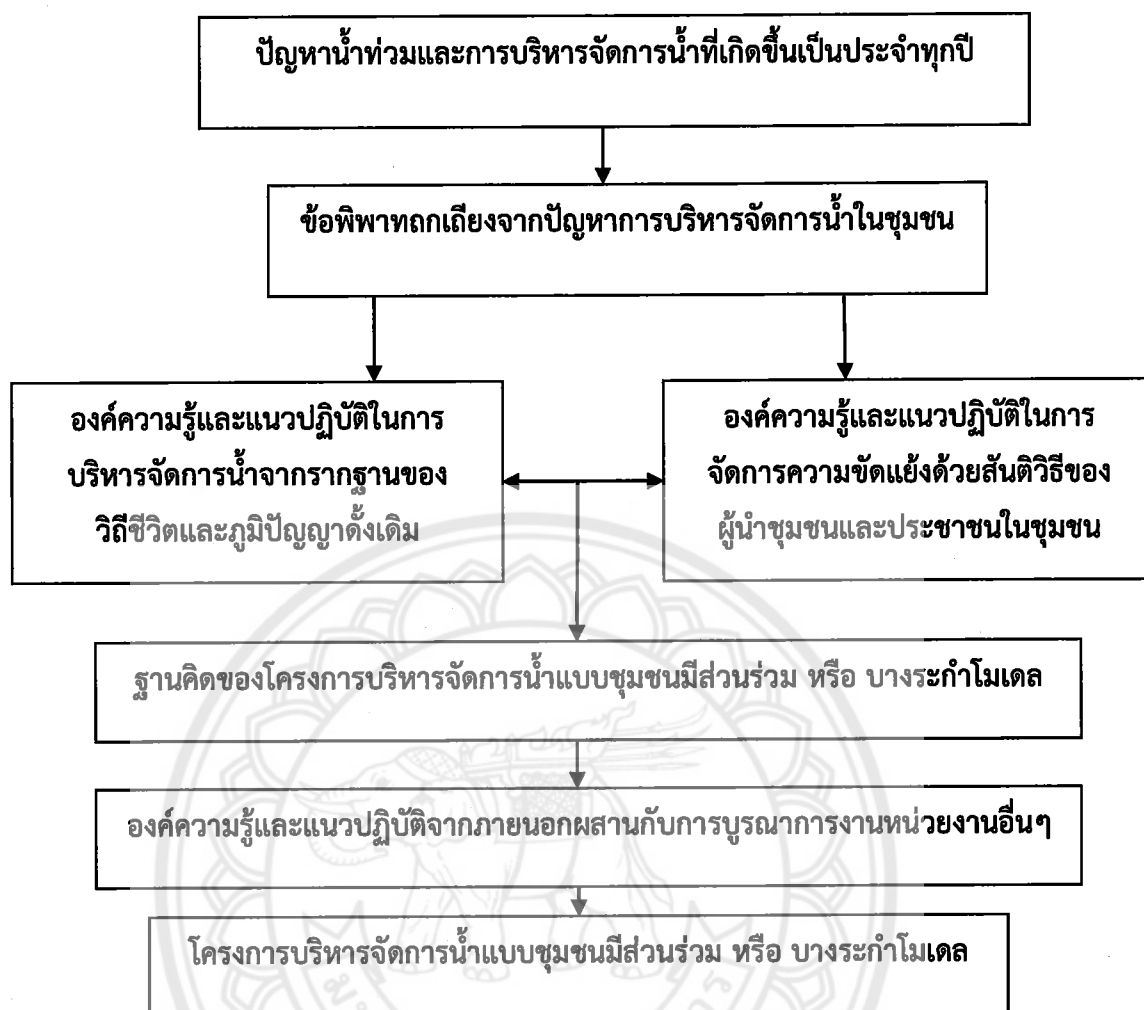 ปัญหาน้ำท่วมและการบริหารจัดการน้ำที่เกิดขึ้นเป็นประจำทุกปี
ข้อพิพาทถกเถียงจากปัญหาการบริหารจัดการน้ำในชุมชน
องค์ความรู้และแนวปฏิบัติในการ
บริหารจัดการน้ำจากรากฐานของ
วิถีชีวิตและภูมิปัญญาดั้งเดิม
องค์ความรู้และแนวปฏิบัติในการ
จัดการความขัดแย้งด้วยสันติวิธีของ
ผู้นำชุมชนและประชาชนในชุมชน
ฐานคิดของโครงการบริหารจัดการน้ำแบบชุมชนมีส่วนร่วม หรือ บางระกำโมเดล
องค์ความรู้และแนวปฏิบัติจากภายนอกผสานกับการบูรณาการงานหน่วยงานอื่นๆ
โครงการบริหารจัดการน้ำแบบชุมชนมีส่วนร่วม หรือ บางระกำโมเดล